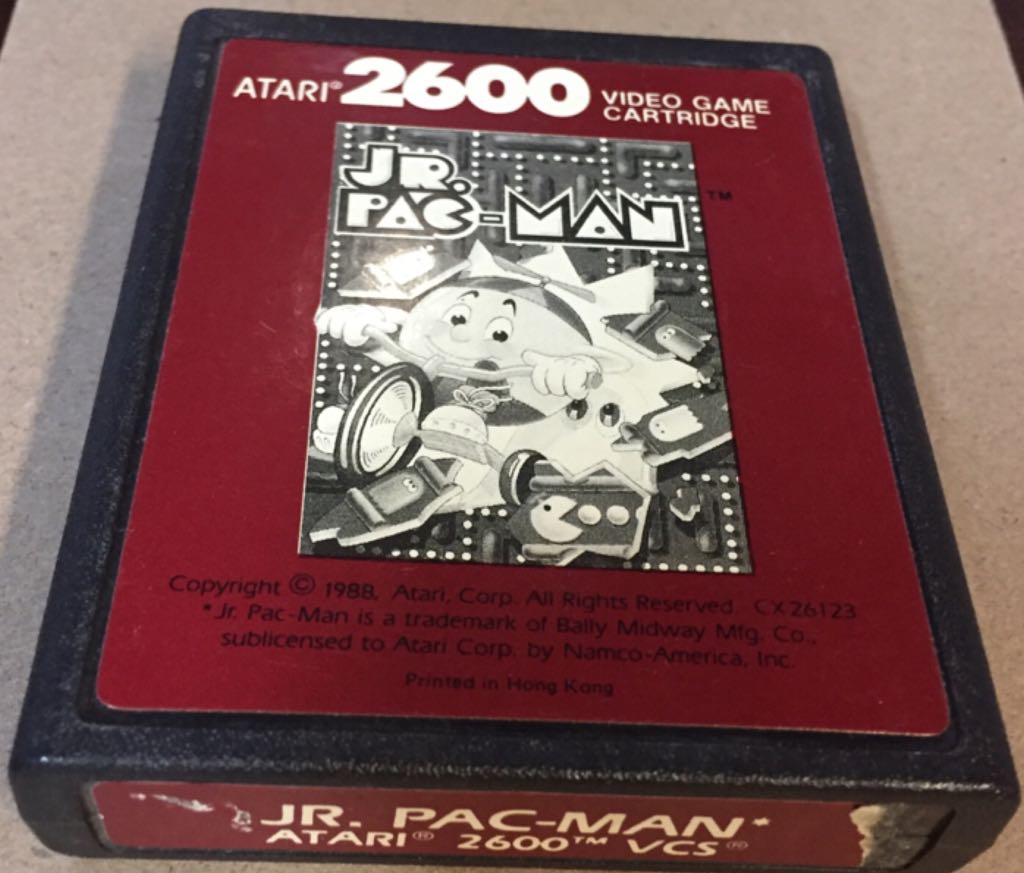 ATARI® 2600 VIDEO GAME CARTRIDGE
JR. PAC-MAN™
Copyright © 1988, Atari, Corp. All Rights Reserved. CX26123
*Jr. Pac-Man is a trademark of Bally Midway Mfg. Co.,
sublicensed to Atari Corp. by Namco-America, Inc.
Printed in Hong Kong
JR. PAC-MAN*
ATARI® 2600™ VCS®